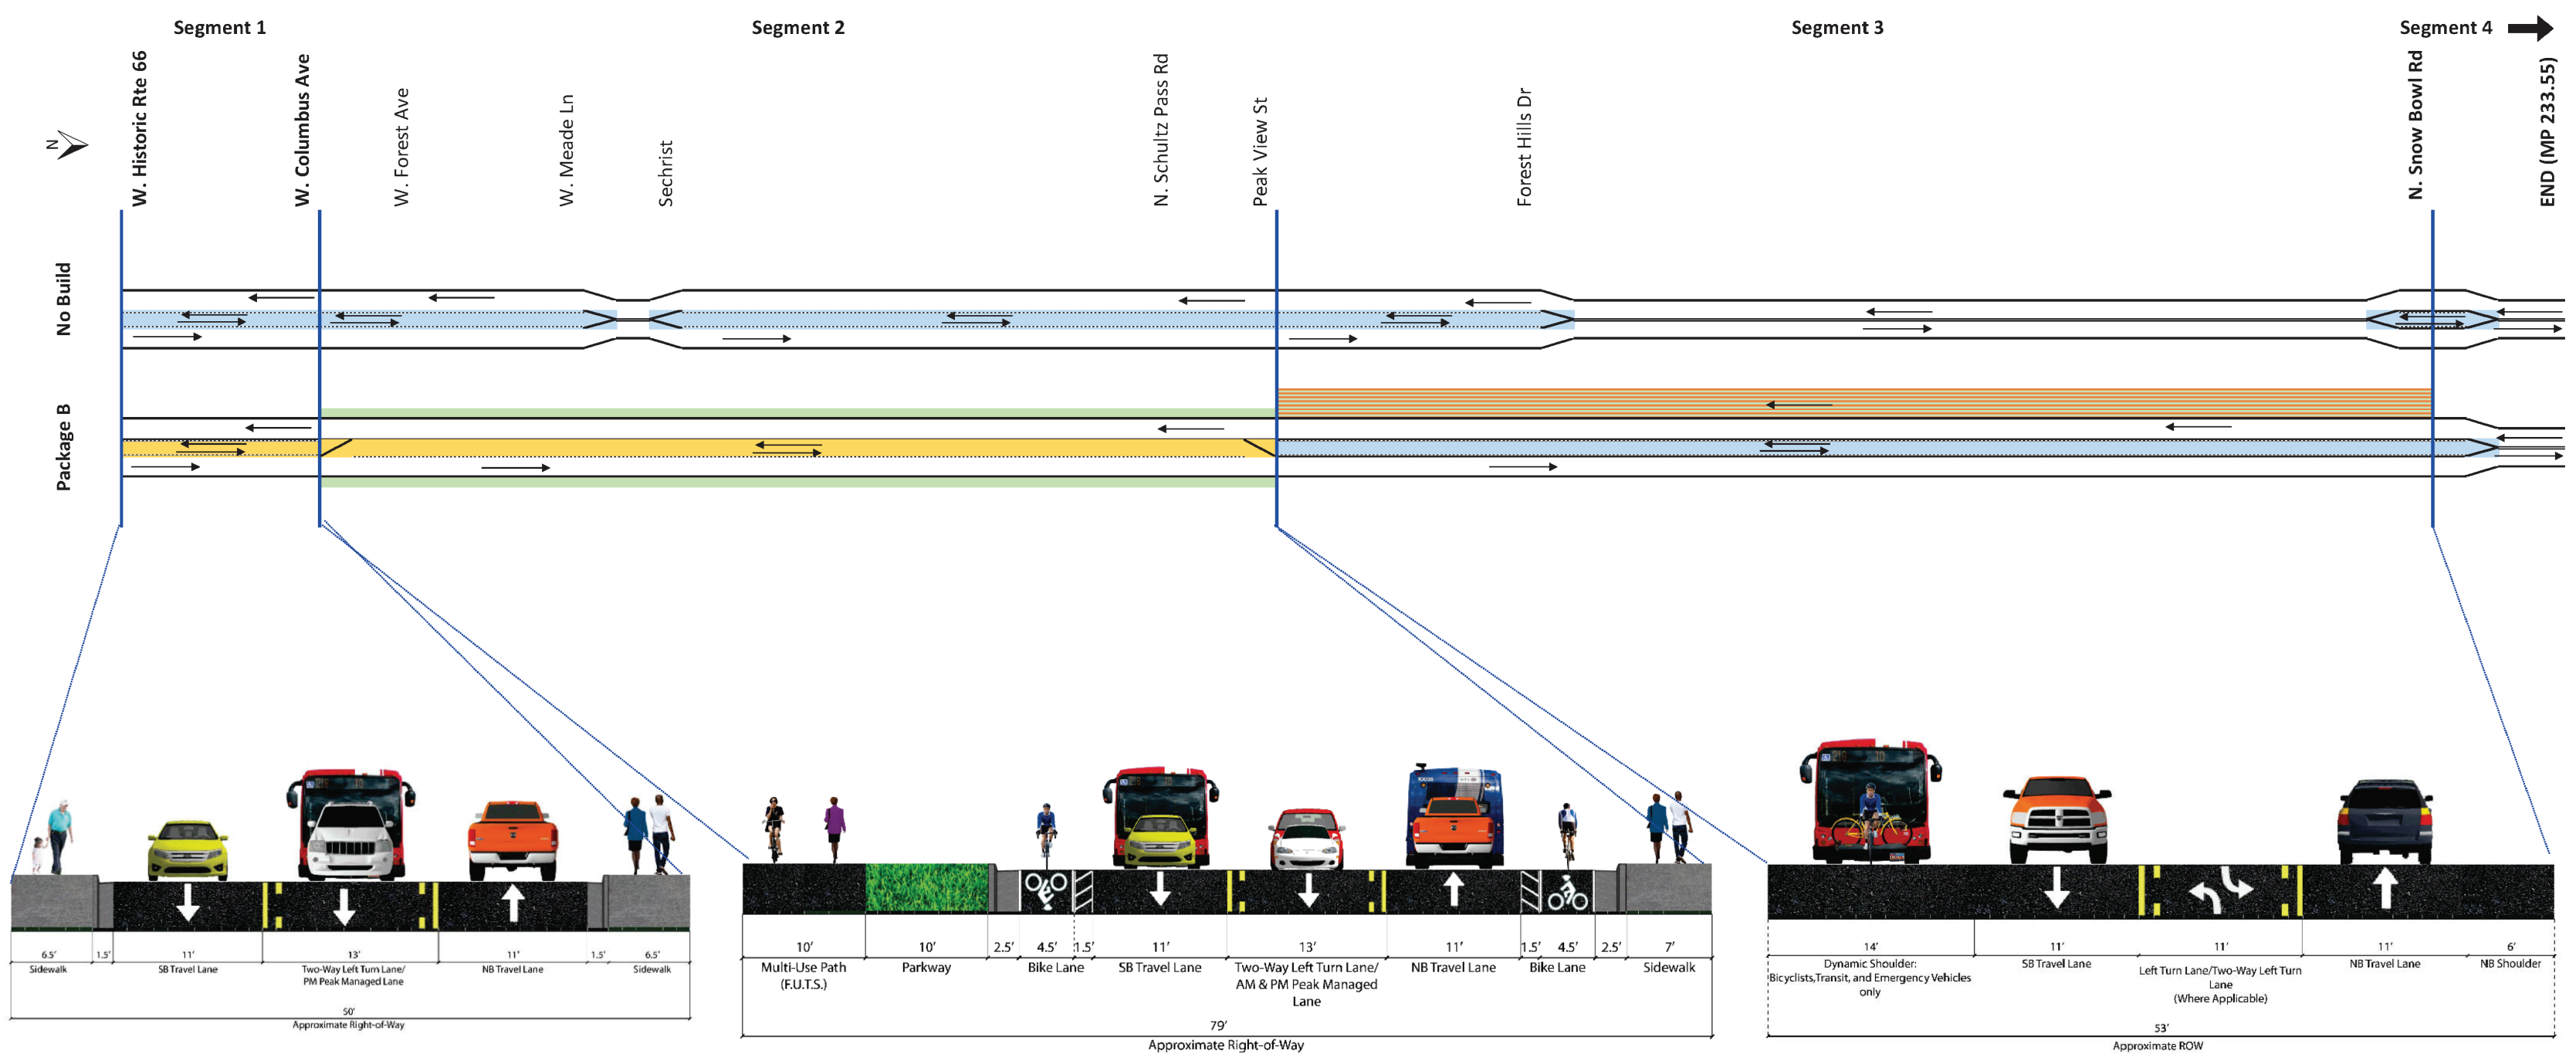 Segment 1
Segment 2
Segment 3
Segment 4
W. Historic Rte 66
W. Columbus Ave
W. Forest Ave
W. Meade Ln
Sechrist
N. Schultz Pass Rd
Peak View St
Forest Hills Dr
N. Snow Bowl Rd
END (MP 233.55)
N
No Build
Package B
6.5'
1.5'
11'
13'
11'
1.5'
6.5'
Sidewalk
SB Travel Lane
Two-Way Left Turn Lane/
PM Peak Managed Lane
NB Travel Lane
Sidewalk
50'
Approximate Right-of-Way
10'
10'
2.5'
4.5'
1.5'
11'
13'
11'
1.5'
4.5'
2.5'
7'
Multi-Use Path
(F.U.T.S.)
Parkway
Bike Lane
SB Travel Lane
Two-Way Left Turn Lane/
AM & PM Peak Managed
Lane
NB Travel Lane
Bike Lane
Sidewalk
79'
Approximate Right-of-Way
14'
11'
11'
11'
6'
Dynamic Shoulder:
Bicyclists,Transit, and Emergency Vehicles
only
SB Travel Lane
Left Turn Lane/Two-Way Left Turn
Lane
(Where Applicable)
NB Travel Lane
NB Shoulder
53'
Approximate ROW